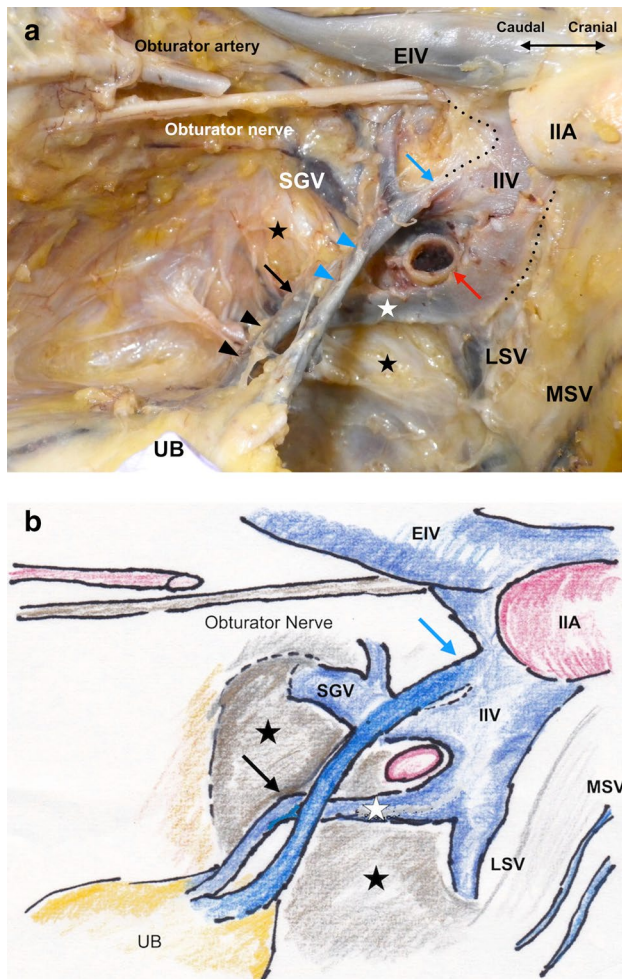 a
Obturator artery
EIV
Caudal Cranial
Obturator nerve
IIA
SGV
IIV
LSV
MSV
UB
b
EIV
Obturator Nerve
IIA
SGV
IIV
MSV
LSV
UB